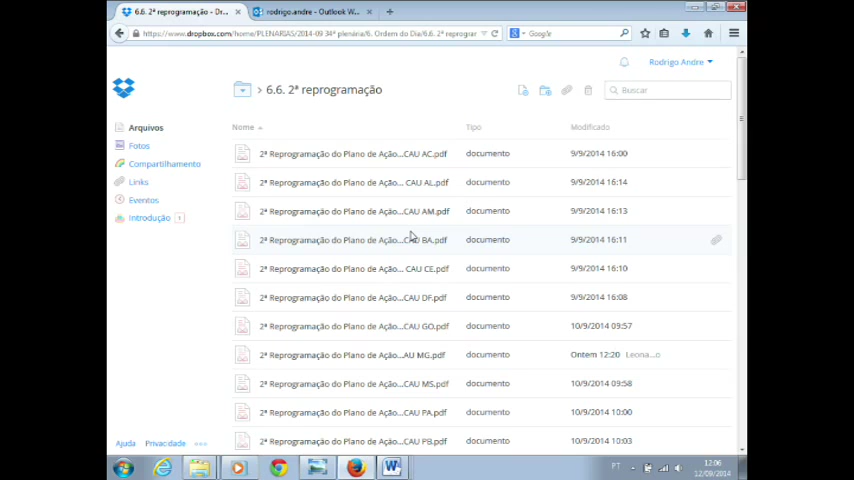 6.6. 2ª reprogramação - Dr... rodrigo.andre - Outlook W...
https://www.dropbox.com/home/PLENARIAS/2014-09 34ª plenária/6. Ordem do Dia/6.6. 2ª reprogr Google
Rodrigo Andre
6.6. 2ª reprogramação Buscar
Nome Tipo Modificado
Arquivos
Fotos
Compartilhamento
Links
Eventos
Introdução 1
2ª Reprogramação do Plano de Ação...CAU AC.pdf documento 9/9/2014 16:00
2ª Reprogramação do Plano de Ação... CAU AL.pdf documento 9/9/2014 16:14
2ª Reprogramação do Plano de Ação...CAU AM.pdf documento 9/9/2014 16:13
2ª Reprogramação do Plano de Ação...CAU BA.pdf documento 9/9/2014 16:11
2ª Reprogramação do Plano de Ação... CAU CE.pdf documento 9/9/2014 16:10
2ª Reprogramação do Plano de Ação...CAU DF.pdf documento 9/9/2014 16:08
2ª Reprogramação do Plano de Ação...CAU GO.pdf documento 10/9/2014 09:57
2ª Reprogramação do Plano de Ação...AU MG.pdf documento Ontem 12:20 Leona...o
2ª Reprogramação do Plano de Ação...CAU MS.pdf documento 10/9/2014 09:58
2ª Reprogramação do Plano de Ação...CAU PA.pdf documento 10/9/2014 10:00
2ª Reprogramação do Plano de Ação...CAU PB.pdf documento 10/9/2014 10:03
Ajuda Privacidade
PT 12:06
12/09/2014